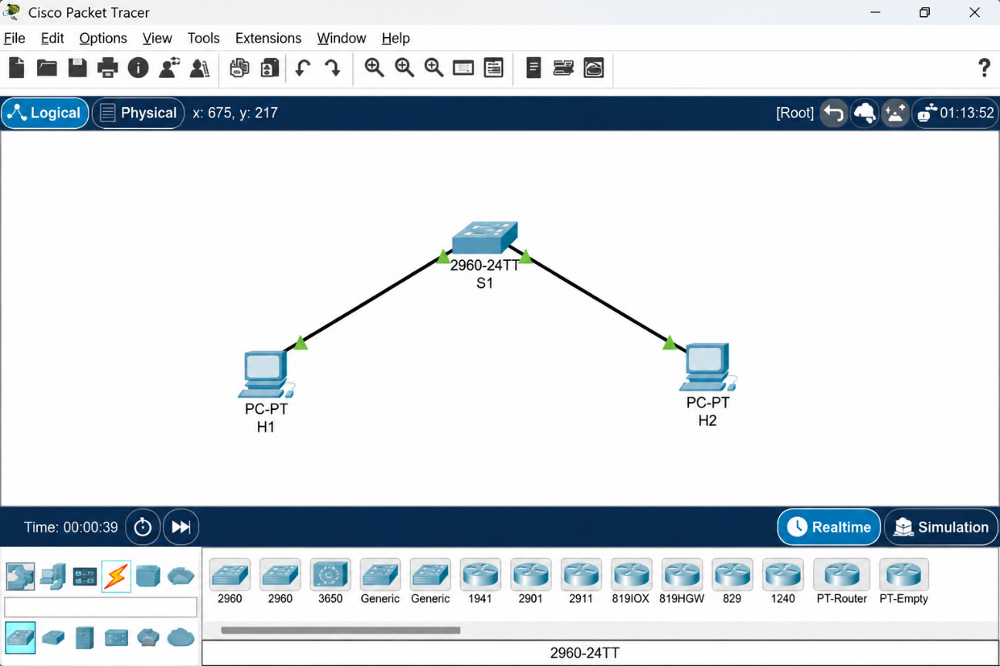 Cisco Packet Tracer
File Edit Options View Tools Extensions Window Help
?
Logical Physical x: 675, y: 217 [Root] 01:13:52
2960-24TT
S1
PC-PT
H1
PC-PT
H2
Time: 00:00:39 Realtime Simulation
2960 2960 3650 Generic Generic 1941 2901 2911 819IOX 819HGW 829 1240 PT-Router PT-Empty
2960-24TT